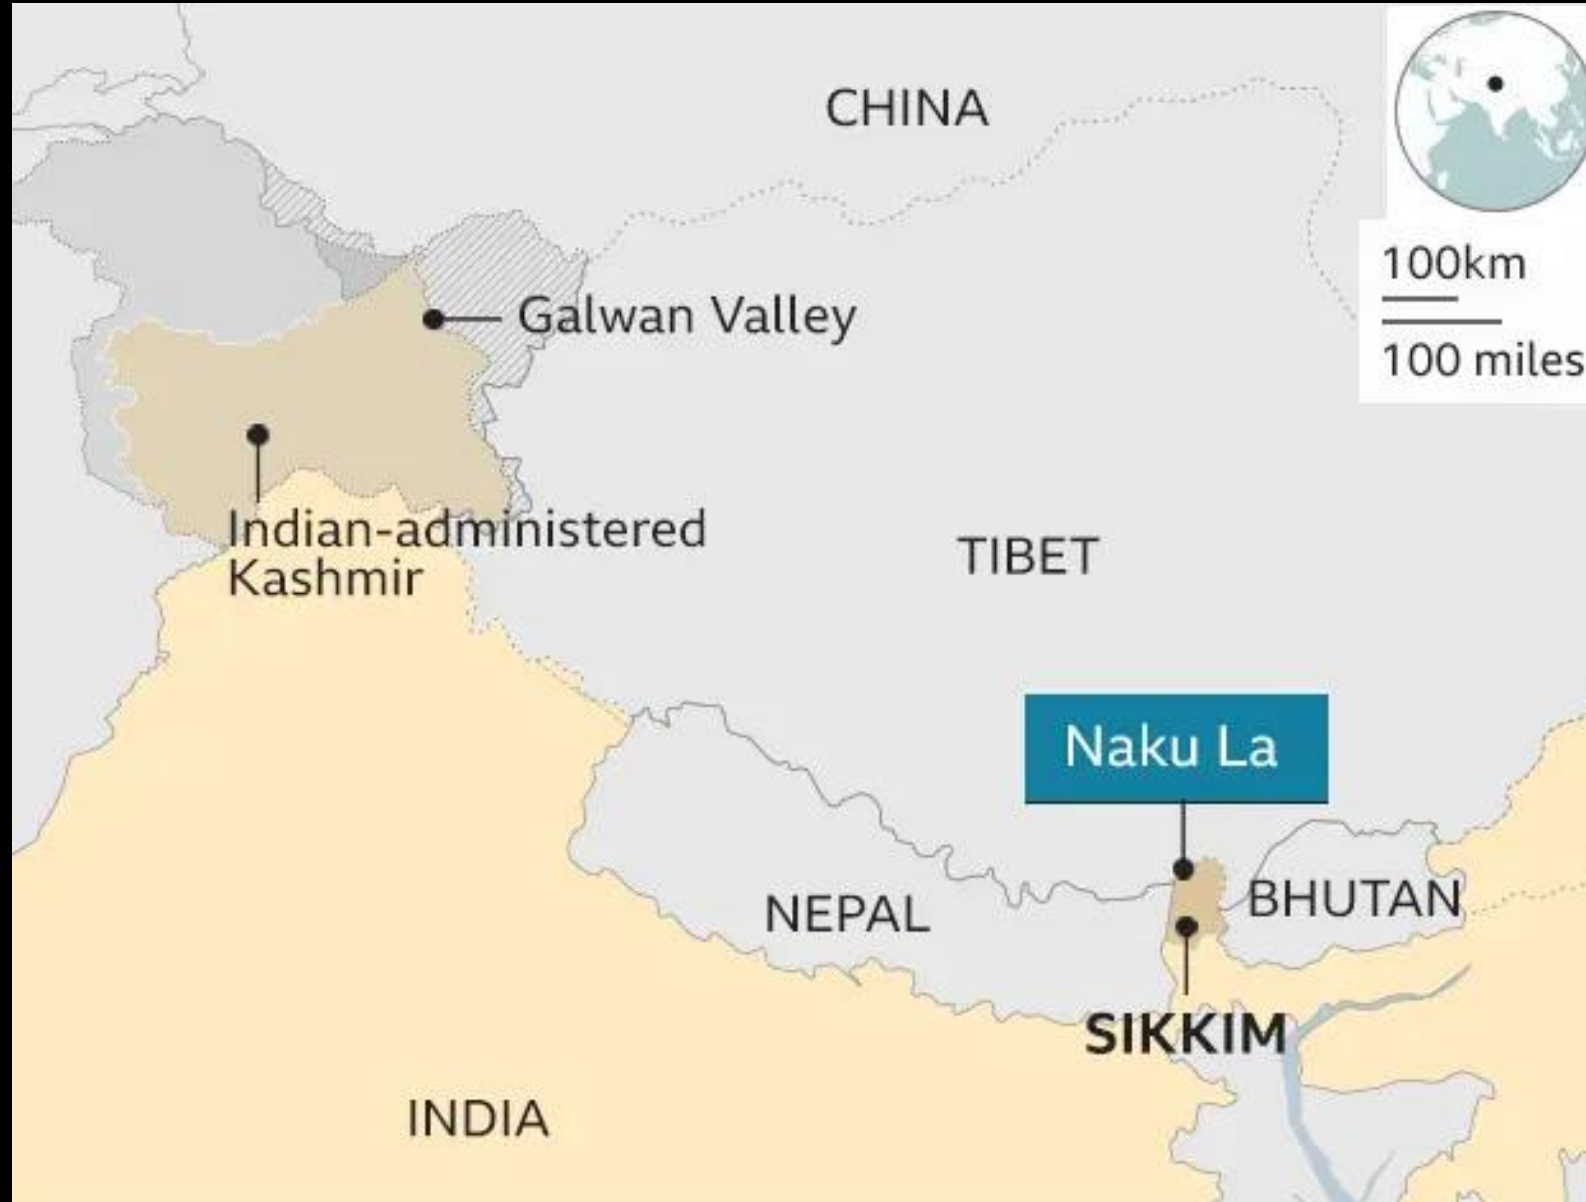 CHINA
100km
100 miles
Galwan Valley
Indian-administered
Kashmir
TIBET
Naku La
NEPAL
BHUTAN
SIKKIM
INDIA